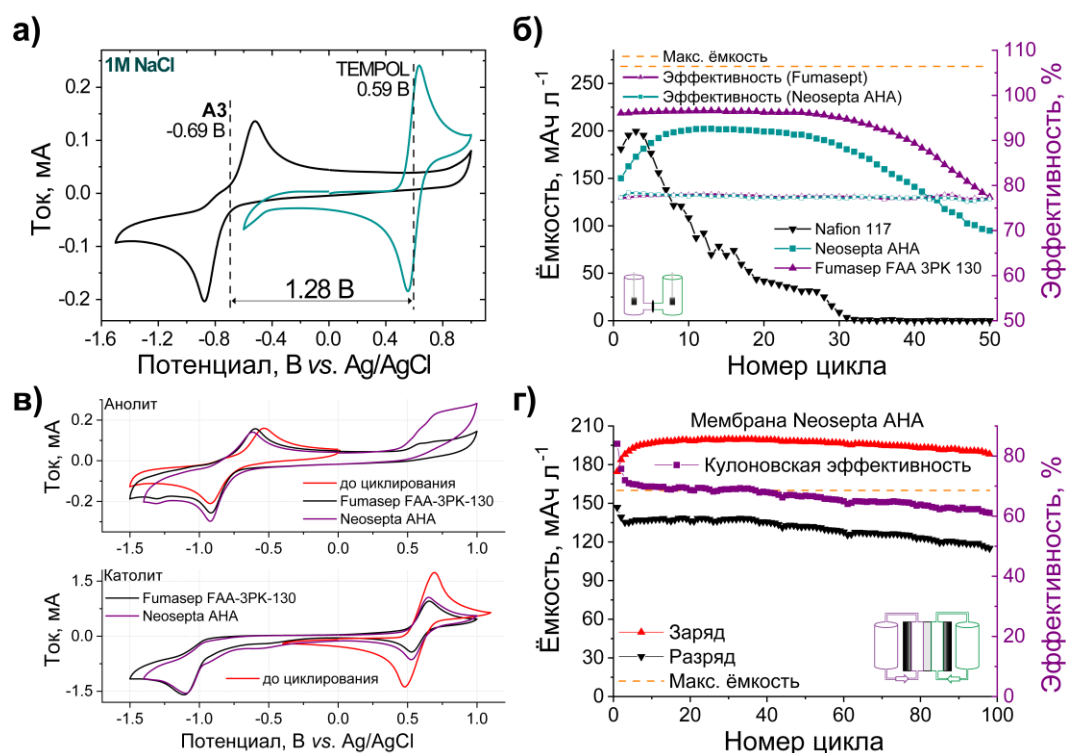 а)
1М NaCl
TEMPOL
0.59 В
А3
-0.69 В
1.28 В
0.2
0.1
0.0
-0.1
0.2
Ток, мА
-1.6 -1.2 -0.8 -0.4 0.0 0.4 0.8
Потенциал, В vs. Ag/AgCl
б)
Макс. ёмкость
Эффективность (Fumasept)
Эффективность (Neosepta AHA)
Nafion 117
Neosepta AHA
Fumasep FAA 3PK 130
250
200
150
100
50
0
Ёмкость, мАч л-1
110
100
90
80
70
60
50
Эффективность, %
0 10 20 30 40 50
Номер цикла
в)
Анолит
до циклирования
Fumasep FAA-3PK-130
Neosepta AHA
0.2
0.0
-0.2
Ток, мА
-1.5 -1.0 -0.5 0.0 0.5 1.0
Католит
Fumasep FAA-3PK-130
Neosepta AHA
до циклирования
1.5
0.0
-1.5
Ток, мА
-1.5 -1.0 -0.5 0.0 0.5 1.0
Потенциал, В vs. Ag/AgCl
г)
Мембрана Neosepta AHA
Кулоновская эффективность
Заряд
Разряд
Макс. ёмкость
210
180
150
120
90
60
30
0
Ёмкость, мАч л-1
80
60
40
20
0
Эффективность, %
0 20 40 60 80 100
Номер цикла